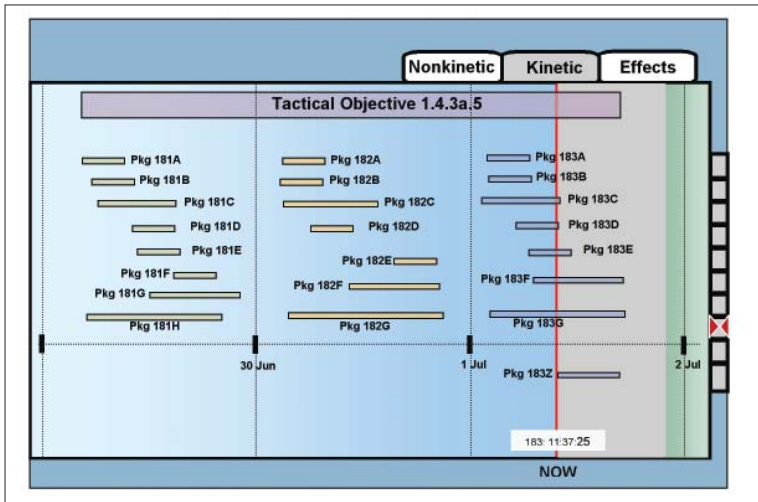 Nonkinetic Kinetic Effects
Tactical Objective 1.4.3a.5
Pkg 181A Pkg 182A Pkg 183A
Pkg 181B Pkg 182B Pkg 183B
Pkg 181C Pkg 182C Pkg 183C
Pkg 181D Pkg 182D Pkg 183D
Pkg 181E Pkg 182E Pkg 183E
Pkg 181F Pkg 182F Pkg 183F
Pkg 181G
Pkg 181H Pkg 182G Pkg 183G
30 Jun 1 Jul 2 Jul
Pkg 183Z
183: 11:37:25
NOW